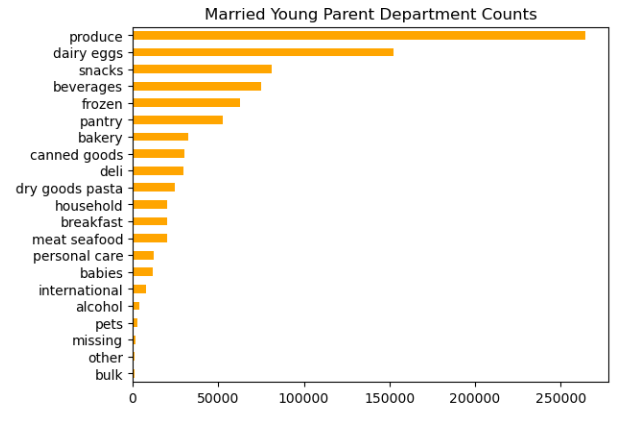 Married Young Parent Department Counts
produce
dairy eggs
snacks
beverages
frozen
pantry
bakery
canned goods
deli
dry goods pasta
household
breakfast
meat seafood
personal care
babies
international
alcohol
pets
missing
other
bulk
0 50000 100000 150000 200000 250000